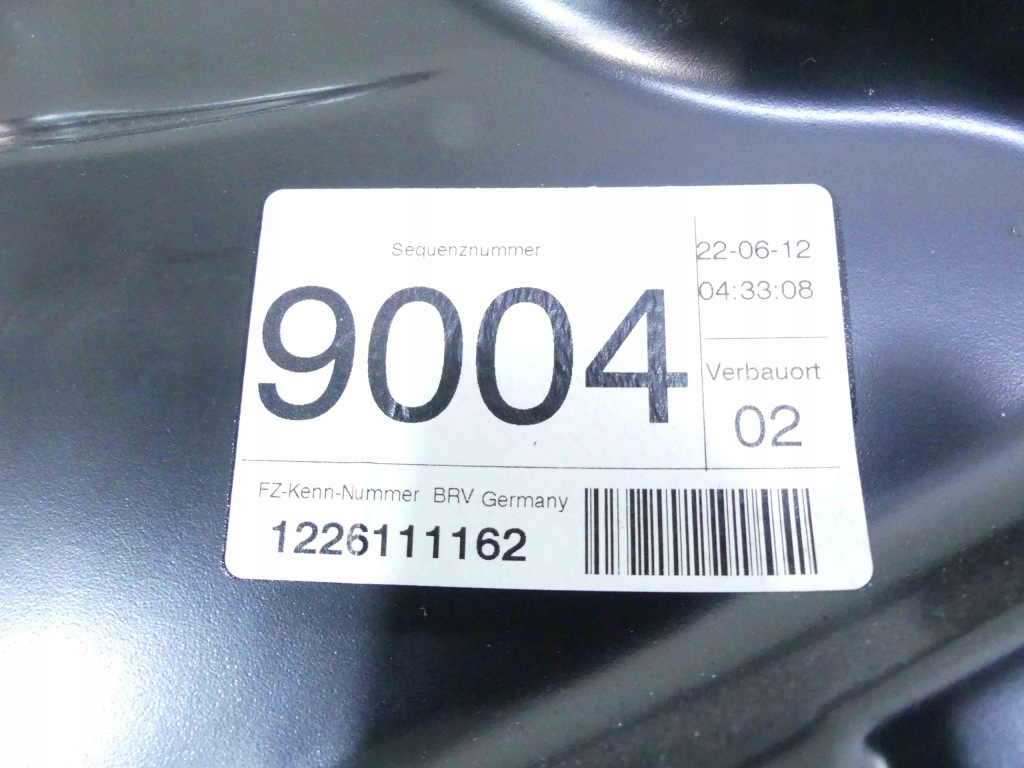 Sequenznummer
9004
22-06-12
04:33:08
Verbauort
02
FZ-Kenn-Nummer BRV Germany
1226111162